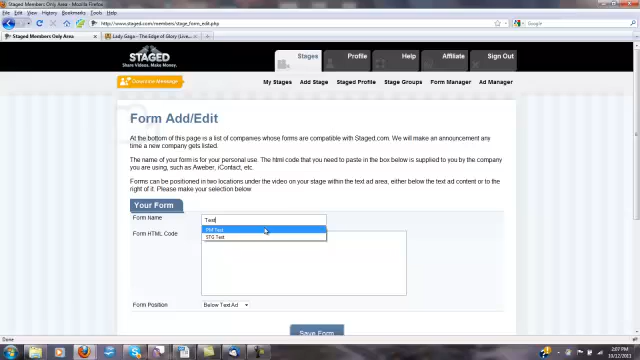 Staged Members Only Area - Mozilla Firefox
File Edit View History Bookmarks Tools Help
http://www.staged.com/members/stage_form_edit.php
Google
Staged Members Only Area
Lady Gaga - The Edge of Glory (Live...
STAGED
Share Videos. Make Money.
Stages
Profile
Help
Affiliate
Sign Out
My Stages
Add Stage
Staged Profile
Stage Groups
Form Manager
Ad Manager
Form Add/Edit
At the bottom of this page is a list of companies whose forms are compatible with Staged.com. We will make an announcement any
time a new company gets listed.
The name of your form is for your personal use. The html code that you need to paste in the box below is supplied to you by the
company you are using, such as Aweber, iContact, etc.
Forms can be positioned in two locations under the video on your stage within the text ad area, either below the text ad content or to the
right of it. Please make your selection below
Your Form
Form Name
Test
STG Test
Form HTML Code
Form Position
Below Text Ad
Save Form
Done
2:07 PM